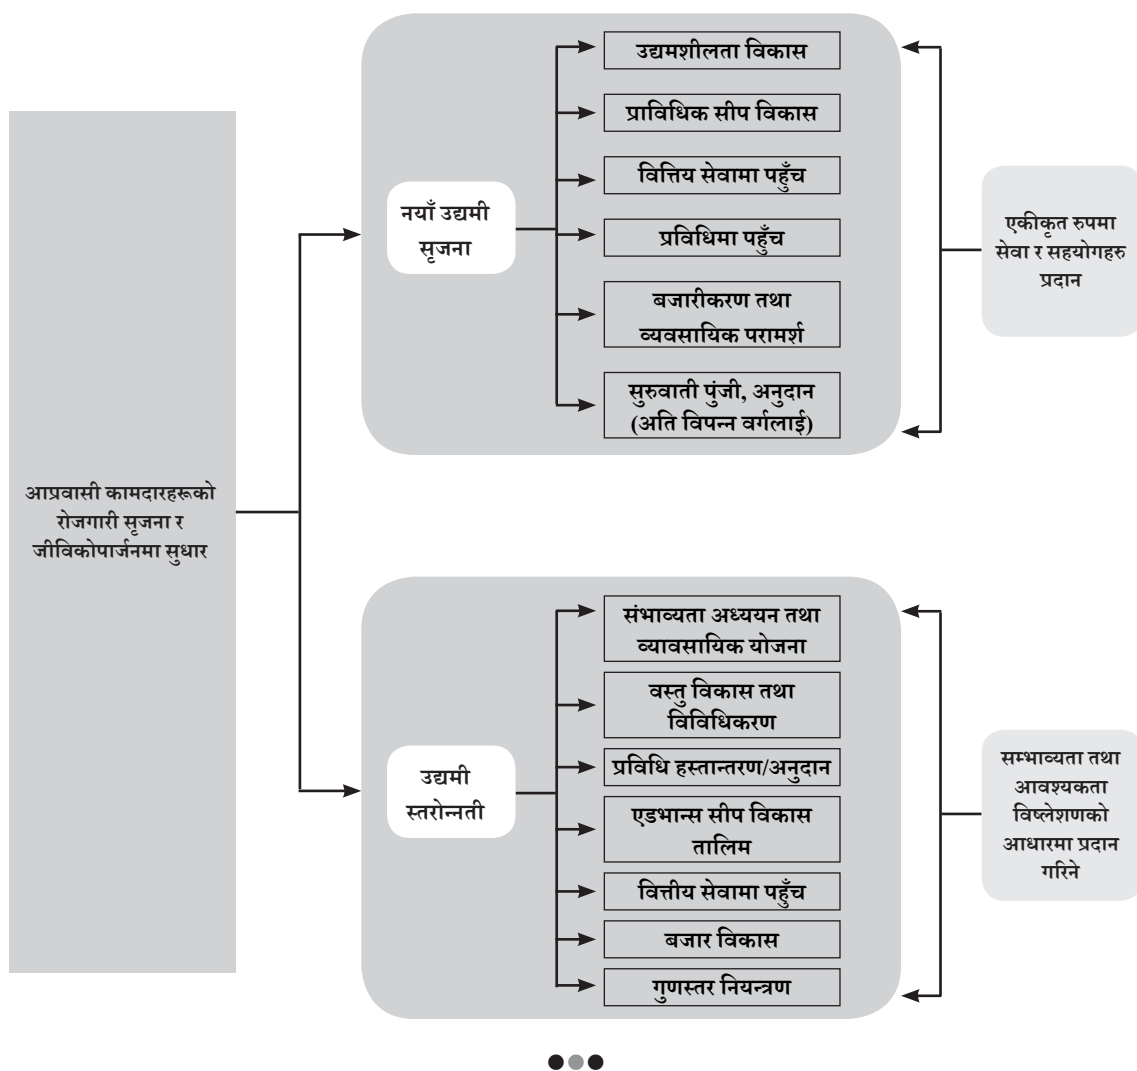 आप्रवासी कामदारहरूको
रोजगारी सृजना र
जीविकोपार्जनमा सुधार
नयाँ उद्यमी
सृजना
उद्यमशीलता विकास
प्राविधिक सीप विकास
वित्तिय सेवामा पहुँच
प्रविधिमा पहुँच
बजारीकरण तथा
व्यवसायिक परामर्श
सुरुवाती पुंजी, अनुदान
(अति विपन्न वर्गलाई)
एकीकृत रुपमा
सेवा र सहयोगहरु
प्रदान
उद्यमी
स्तरोन्नती
संभाव्यता अध्ययन तथा
व्यावसायिक योजना
वस्तु विकास तथा
विविधिकरण
प्रविधि हस्तान्तरण/अनुदान
एडभान्स सीप विकास
तालिम
वित्तीय सेवामा पहुँच
बजार विकास
गुणस्तर नियन्त्रण
सम्भाव्यता तथा
आवश्यकता
विष्लेशणको
आधारमा प्रदान
गरिने